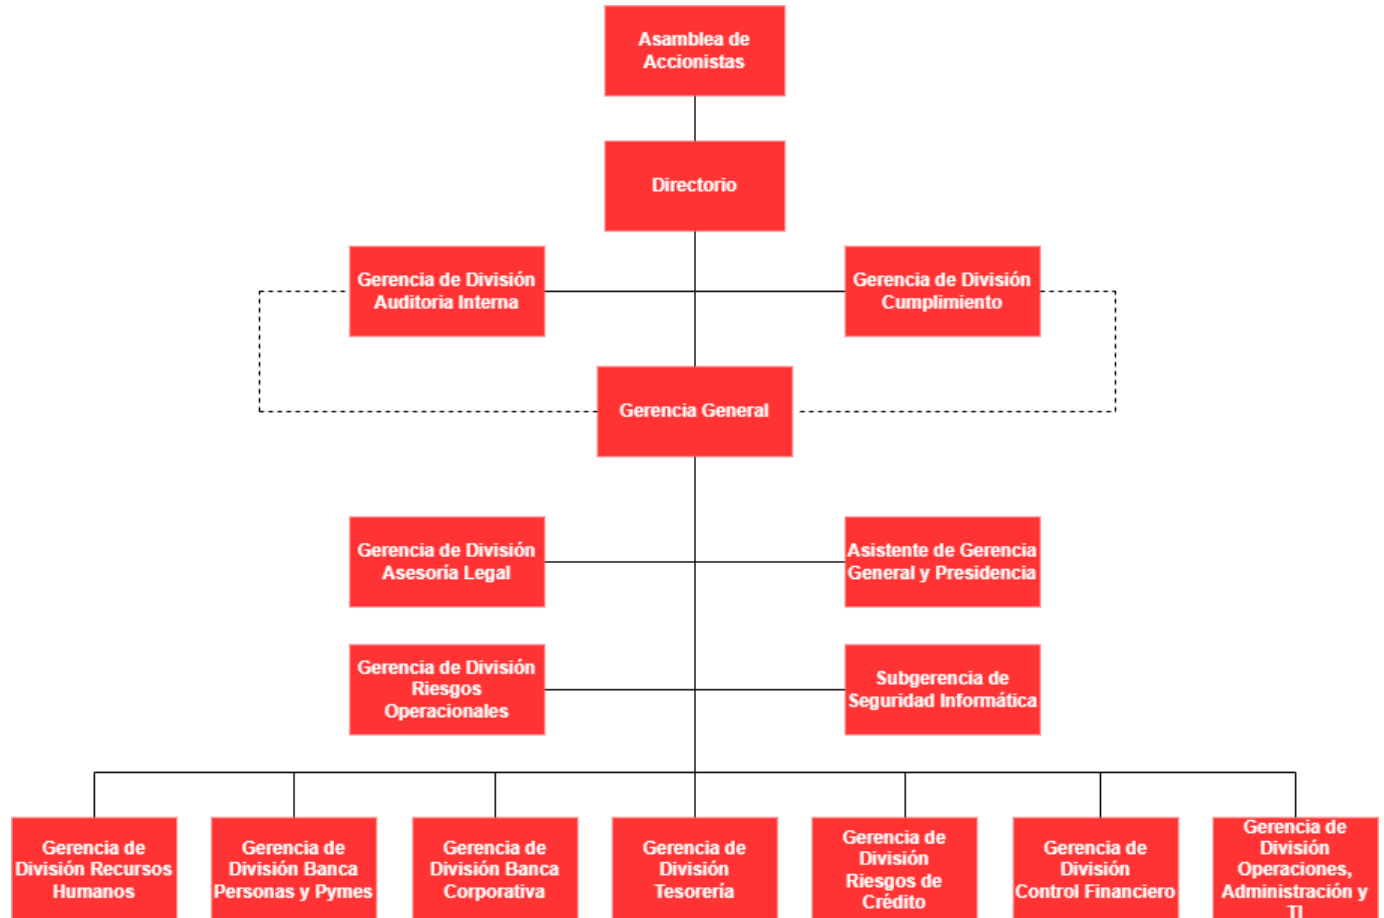 Asamblea de
Accionistas
Directorio
Gerencia de División
Auditoria Interna
Gerencia de División
Cumplimiento
Gerencia General
Gerencia de División
Asesoría Legal
Asistente de Gerencia
General y Presidencia
Gerencia de División
Riesgos
Operacionales
Subgerencia de
Seguridad Informática
Gerencia de
División Recursos
Humanos
Gerencia de
División Banca
Personas y Pymes
Gerencia de
División Banca
Corporativa
Gerencia de
División
Tesorería
Gerencia de
División
Riesgos de
Crédito
Gerencia de
División
Control Financiero
Gerencia de
División
Operaciones,
Administración y
TI